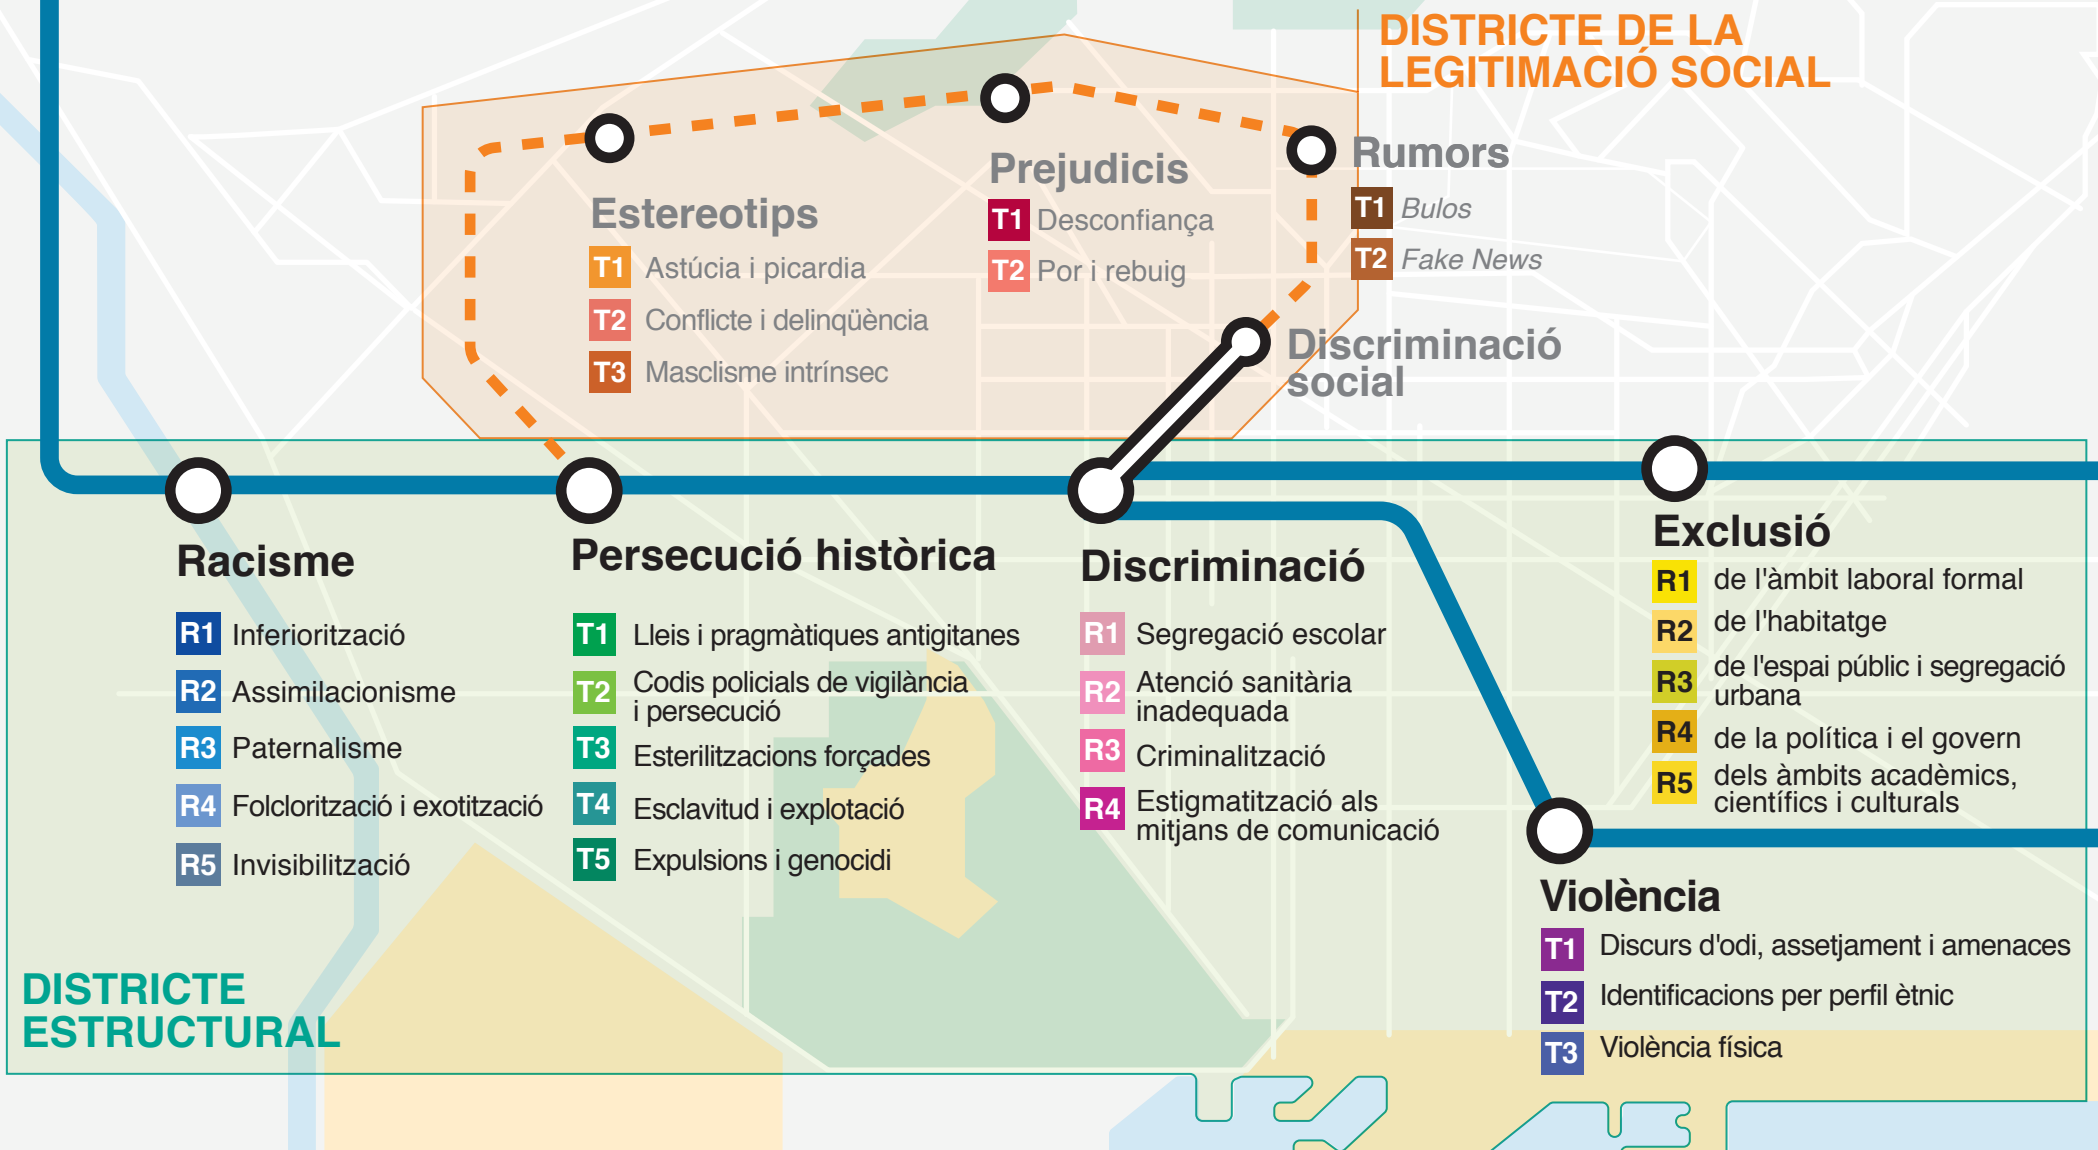 DISTRICTE DE LA
LEGITIMACIÓ SOCIAL
Estereotips
T1 Astúcia i picardia
T2 Conflicte i delinqüència
T3 Masclisme intrínsec
Prejudicis
T1 Desconfiança
T2 Por i rebuig
Rumors
T1 Bulos
T2 Fake News
Discriminació
social
Racisme
R1 Inferiorització
R2 Assimilacionisme
R3 Paternalisme
R4 Folclorització i exotització
R5 Invisibilització
Persecució històrica
T1 Lleis i pragmàtiques antigitanes
T2 Codis policials de vigilància
i persecució
T3 Esterilitzacions forçades
T4 Esclavitud i explotació
T5 Expulsions i genocidi
Discriminació
R1 Segregació escolar
R2 Atenció sanitària
inadequada
R3 Criminalització
R4 Estigmatització als
mitjans de comunicació
Exclusió
R1 de l'àmbit laboral formal
R2 de l'habitatge
R3 de l'espai públic i segregació
urbana
R4 de la política i el govern
R5 dels àmbits acadèmics,
científics i culturals
Violència
T1 Discurs d'odi, assetjament i amenaces
T2 Identificacions per perfil ètnic
T3 Violència física
DISTRICTE
ESTRUCTURAL